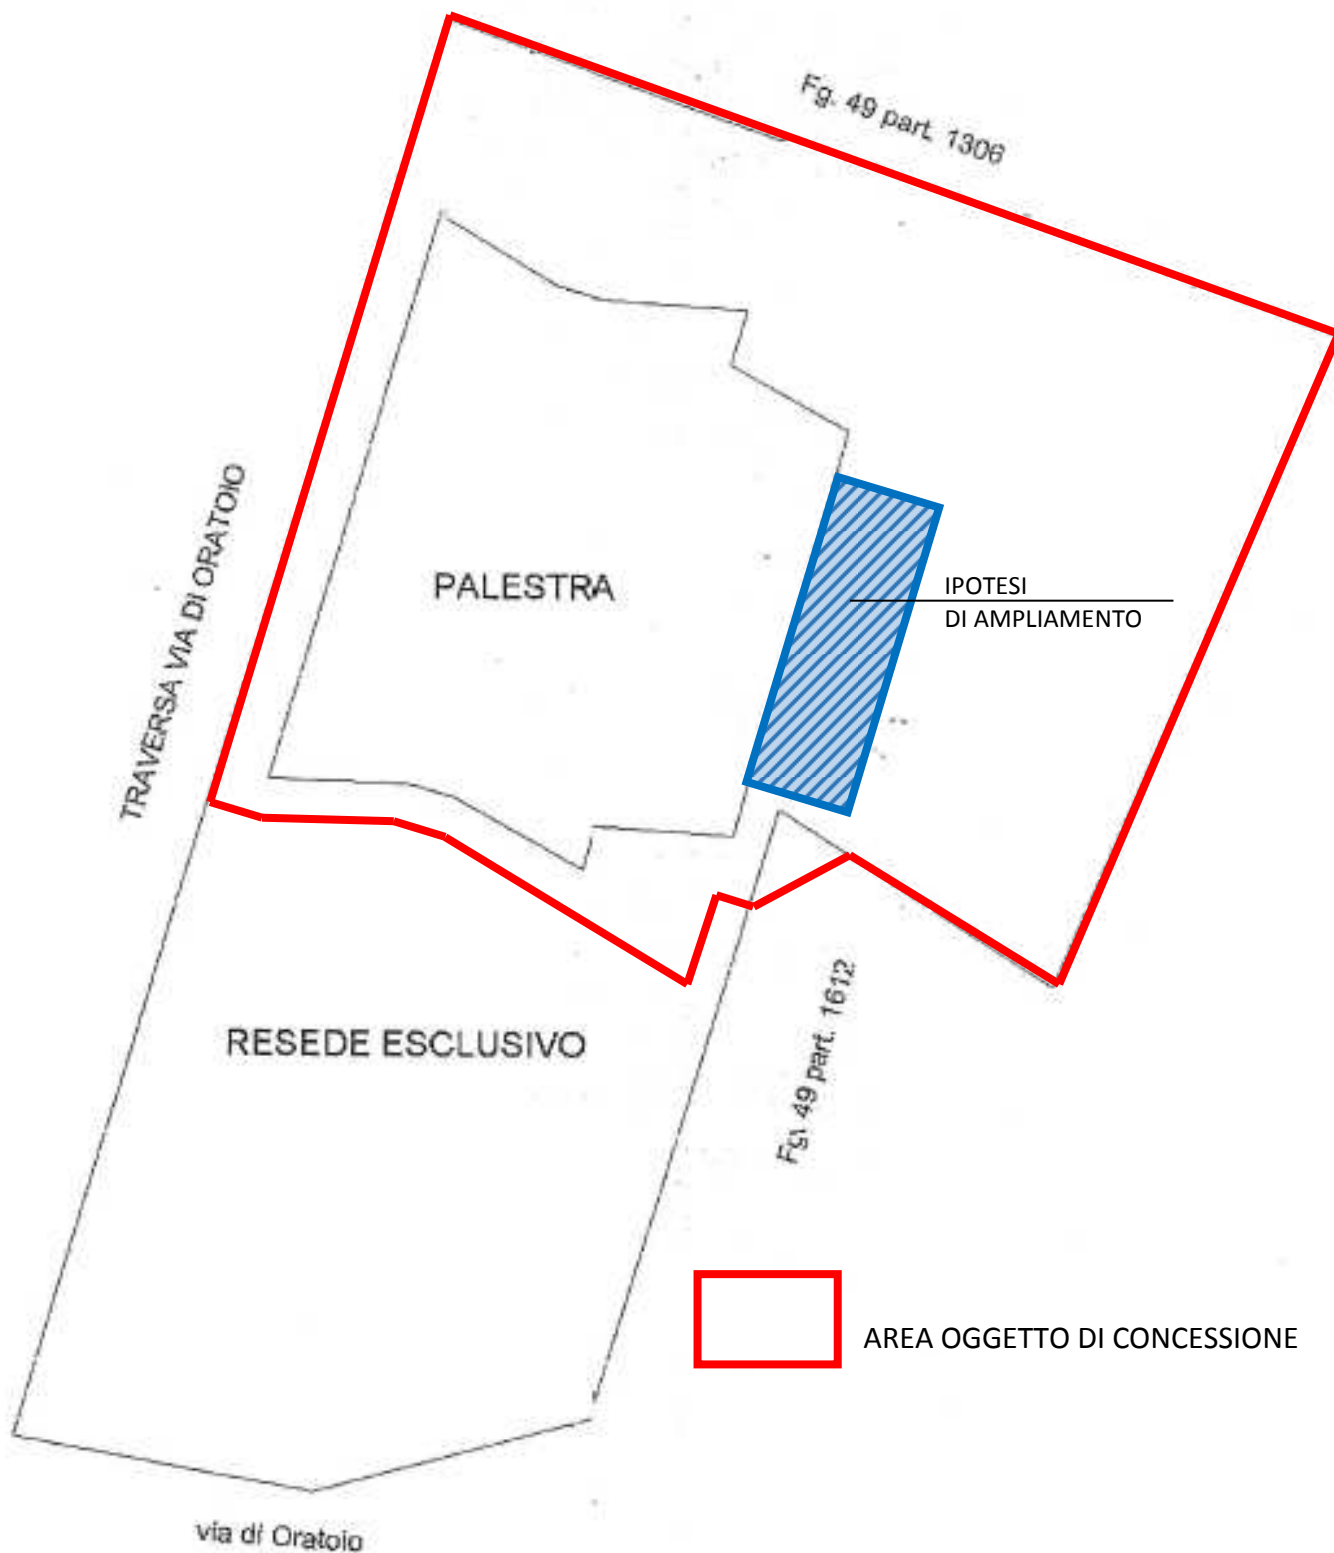 Fg. 49 part. 1306
TRAVERSA VIA DI ORATOIO
PALESTRA
IPOTESI
DI AMPLIAMENTO
Fg. 49 part. 1612
RESEDE ESCLUSIVO
AREA OGGETTO DI CONCESSIONE
via di Oratoio